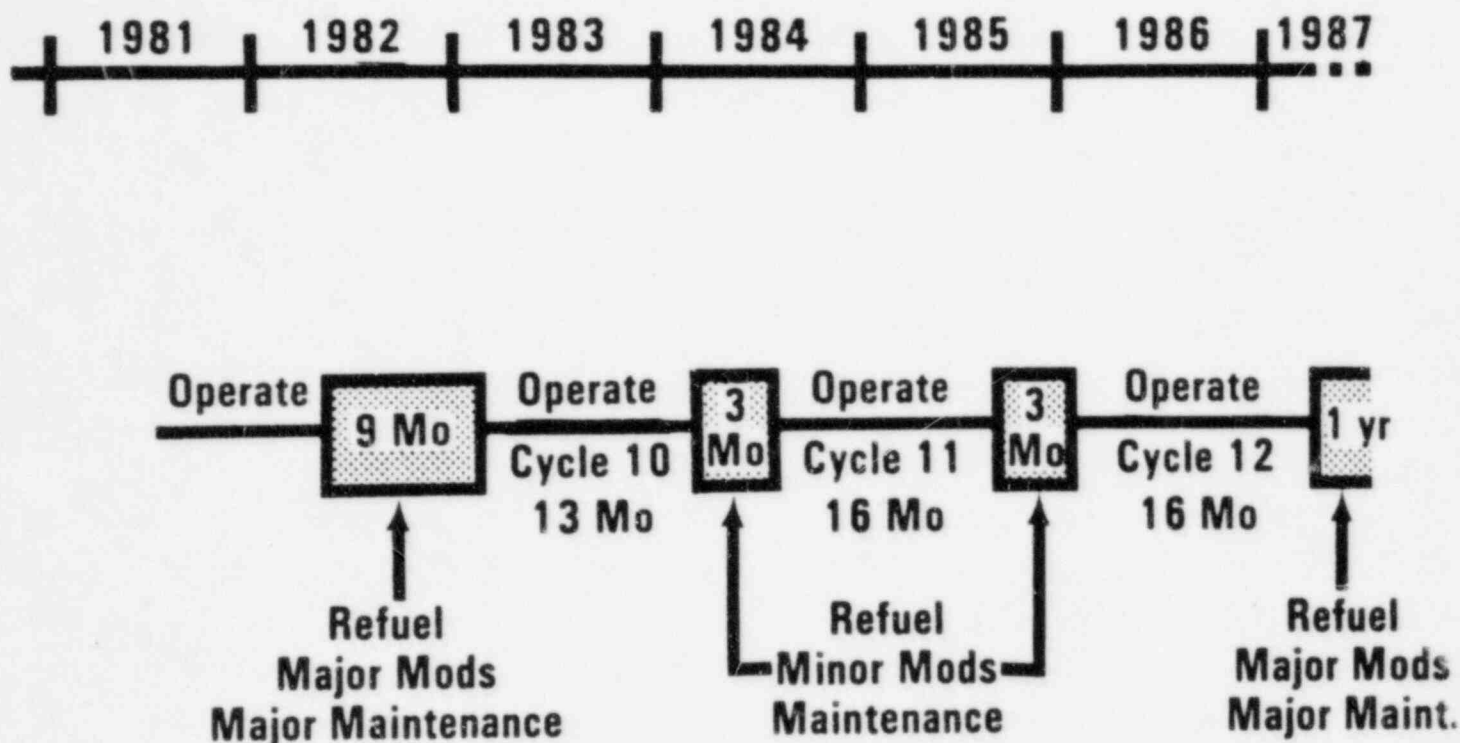 1981 1982 1983 1984 1985 1986 1987
Operate
9 Mo
Operate
Cycle 10
13 Mo
3
Mo
Operate
Cycle 11
16 Mo
3
Mo
Operate
Cycle 12
16 Mo
1 yr
Refuel
Major Mods
Major Maintenance
Refuel
Minor Mods
Maintenance
Refuel
Major Mods
Major Maint.